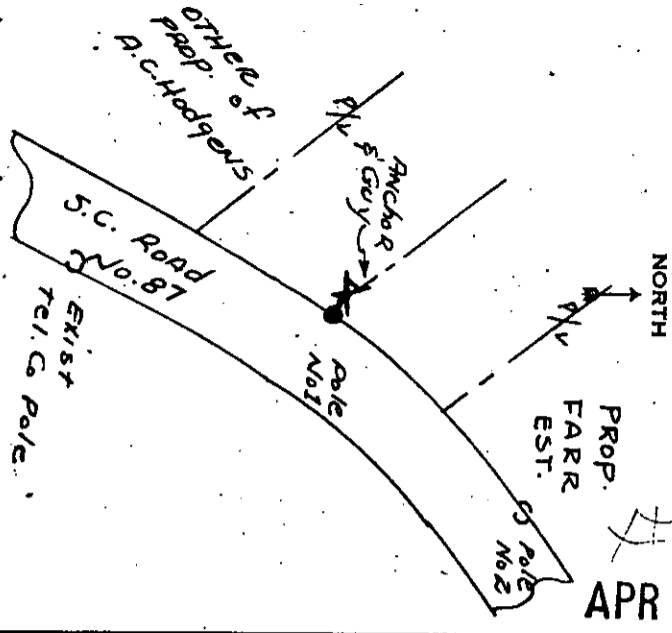 OTHER
PROP. of
A.C. Hodgens
P/L
ANCHOR
& GUY
NORTH
P/L
PROP.
FARR
EST.
S.C. ROAD
No. 87
Pole
No1
Pole
No2
EXIST
Tel. Co Pole.
APR